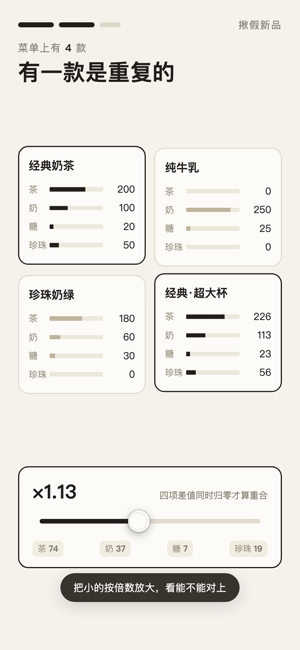 揪假新品
菜单上有 4 款
有一款是重复的
经典奶茶
茶 200
奶 100
糖 20
珍珠 50
纯牛乳
茶 0
奶 250
糖 25
珍珠 0
珍珠奶绿
茶 180
奶 60
糖 30
珍珠 0
经典·超大杯
茶 226
奶 113
糖 23
珍珠 56
×1.13 四项差值同时归零才算重合
茶 74 奶 37 糖 7 珍珠 19
把小的按倍数放大，看能不能对上